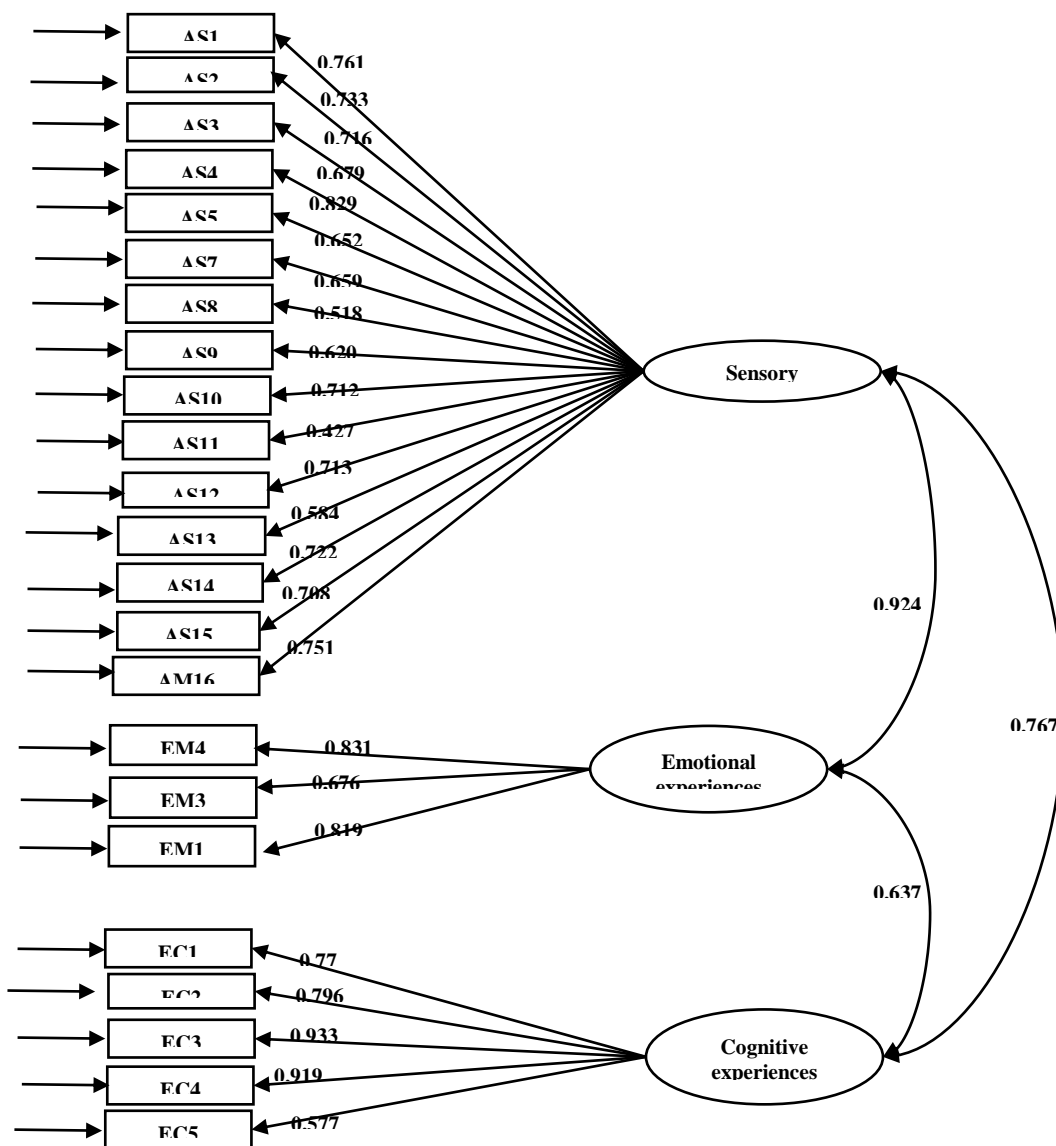 AS1
0.761
AS2
0.733
AS3
0.716
AS4
0.679
AS5
0.829
0.652
AS7
0.659
AS8
0.518
AS9
0.620
Sensory
AS10
0.712
AS11
0.427
AS12
0.713
AS13
0.584
AS14
0.722
0.708
0.924
AS15
0.751
AM16
0.767
EM4
0.831
Emotional
experiences
EM3
0.676
EM1
0.819
0.637
EC1
0.77
EC2
0.796
EC3
0.933
Cognitive
experiences
EC4
0.919
EC5
0.577